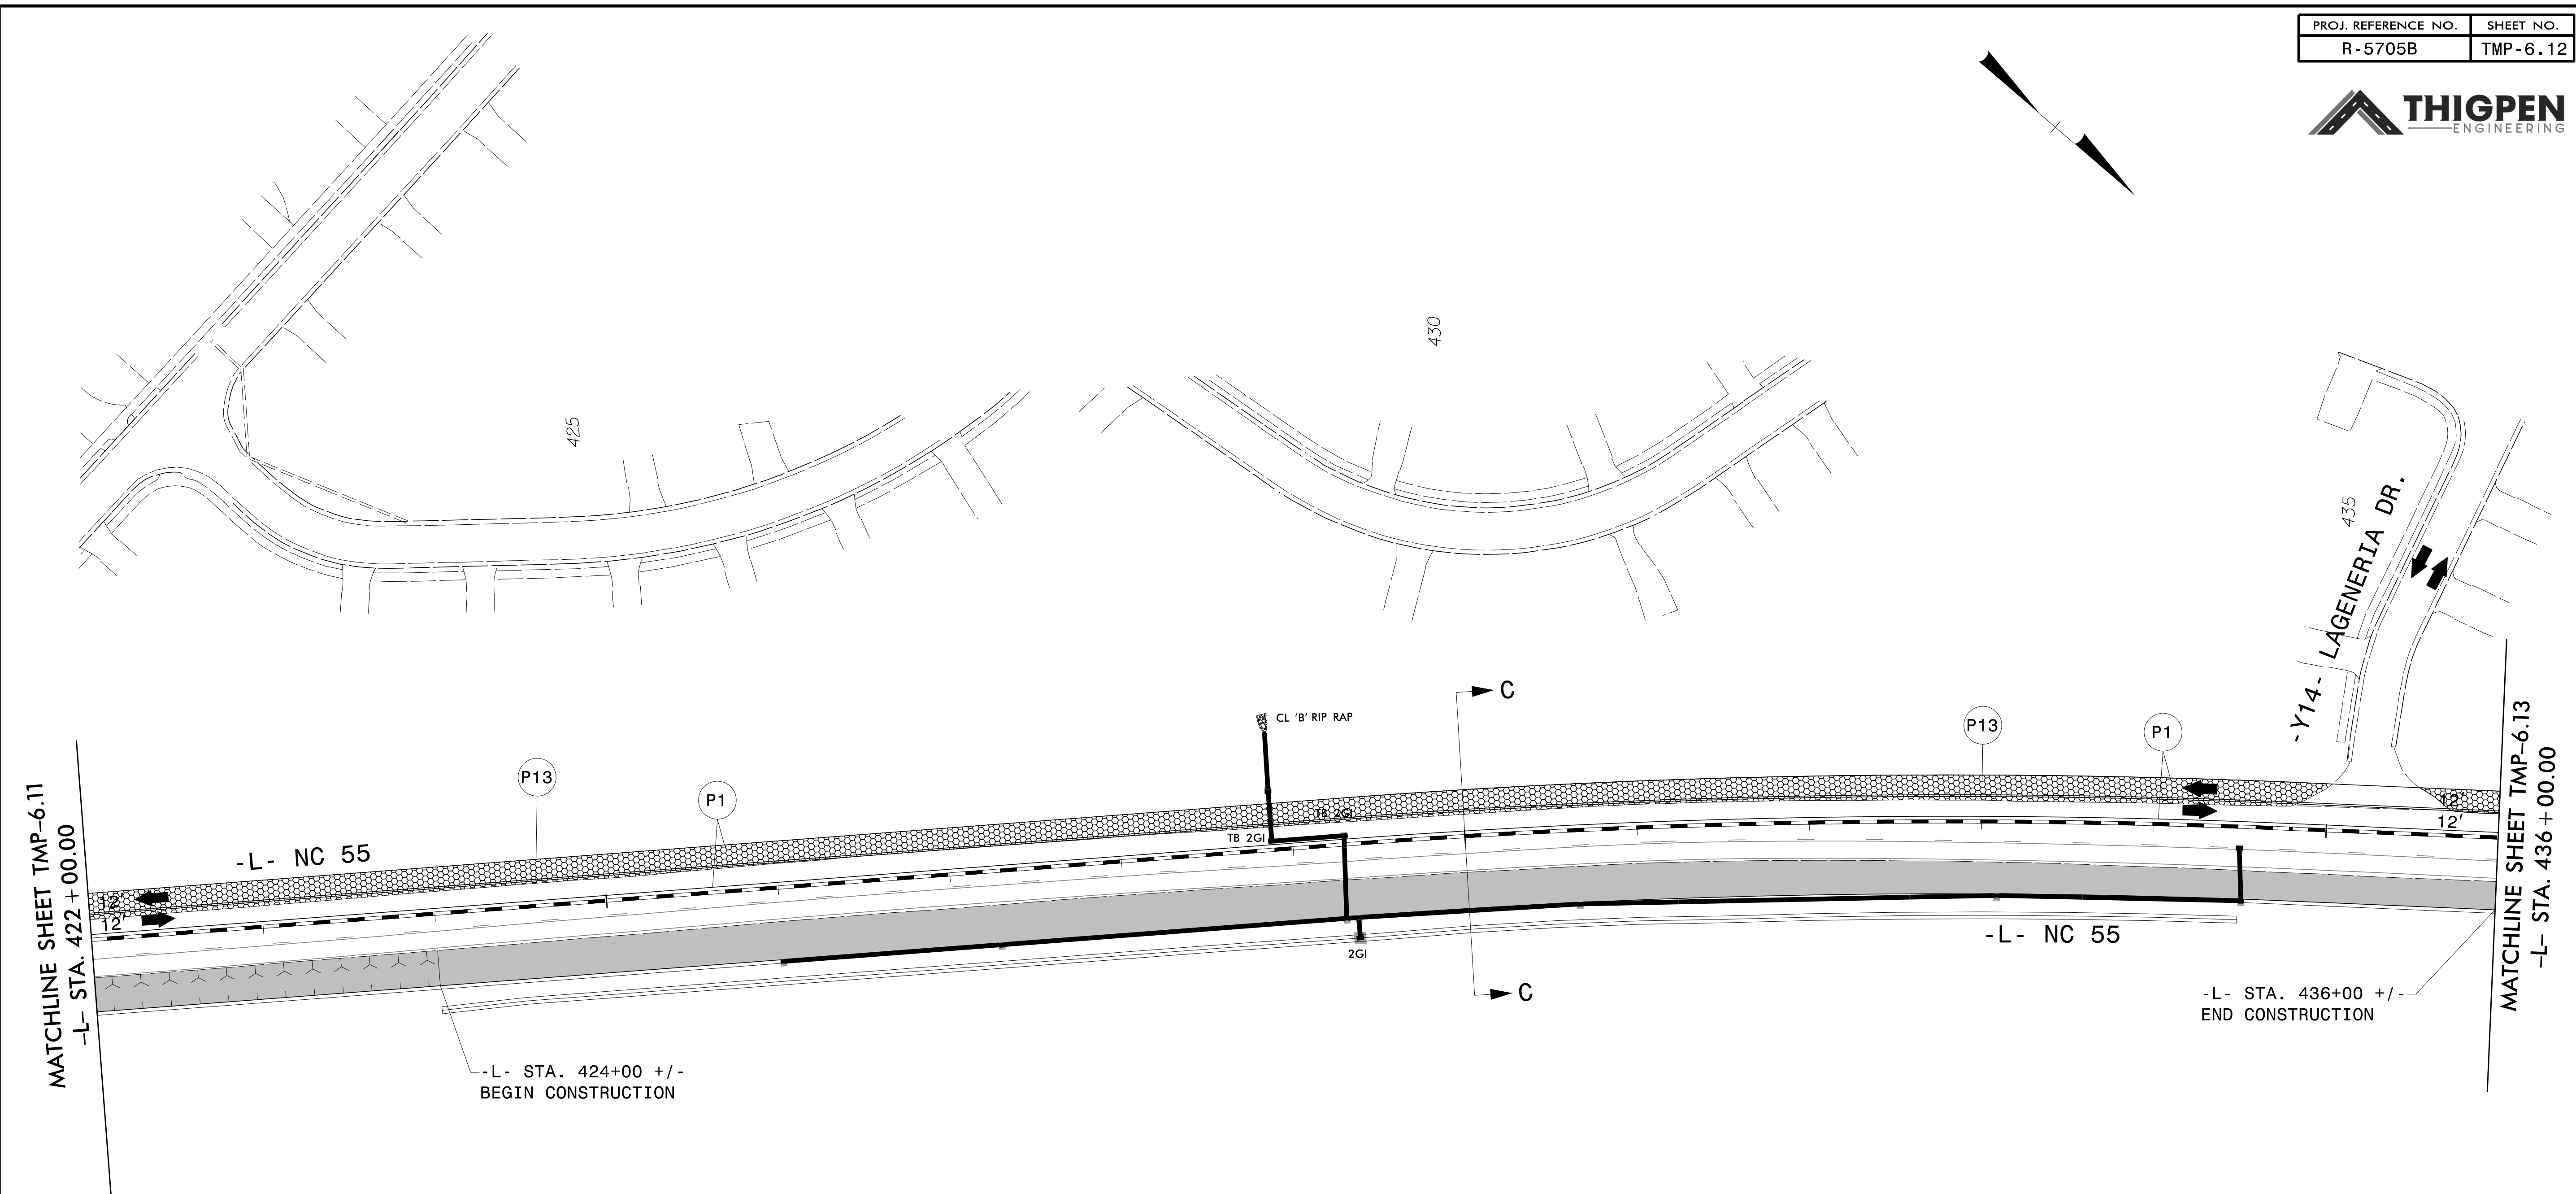 PROJ. REFERENCE NO. SHEET NO.
R-5705B TMP-6.12
THIGPEN
ENGINEERING
430
425
435
-Y14- LAGENERIA DR.
C
CL 'B' RIP RAP
P13
P1
P13
P1
TB 2GI
TB 2GI
12'
12'
-L- NC 55
12'
12'
2GI
-L- NC 55
C
MATCHLINE SHEET TMP-6.11
-L- STA. 422+00.00
MATCHLINE SHEET TMP-6.13
-L- STA. 436+00.00
-L- STA. 436+00 +/-
END CONSTRUCTION
-L- STA. 424+00 +/-
BEGIN CONSTRUCTION